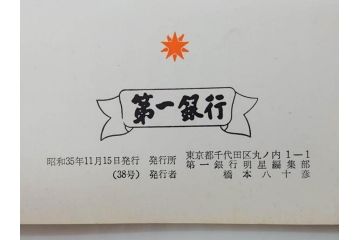 第一銀行
昭和35年11月15日発行 発行所 東京都千代田区丸ノ内1—1
第一銀行明星編集部
(38号) 発行者 橋本八十彦